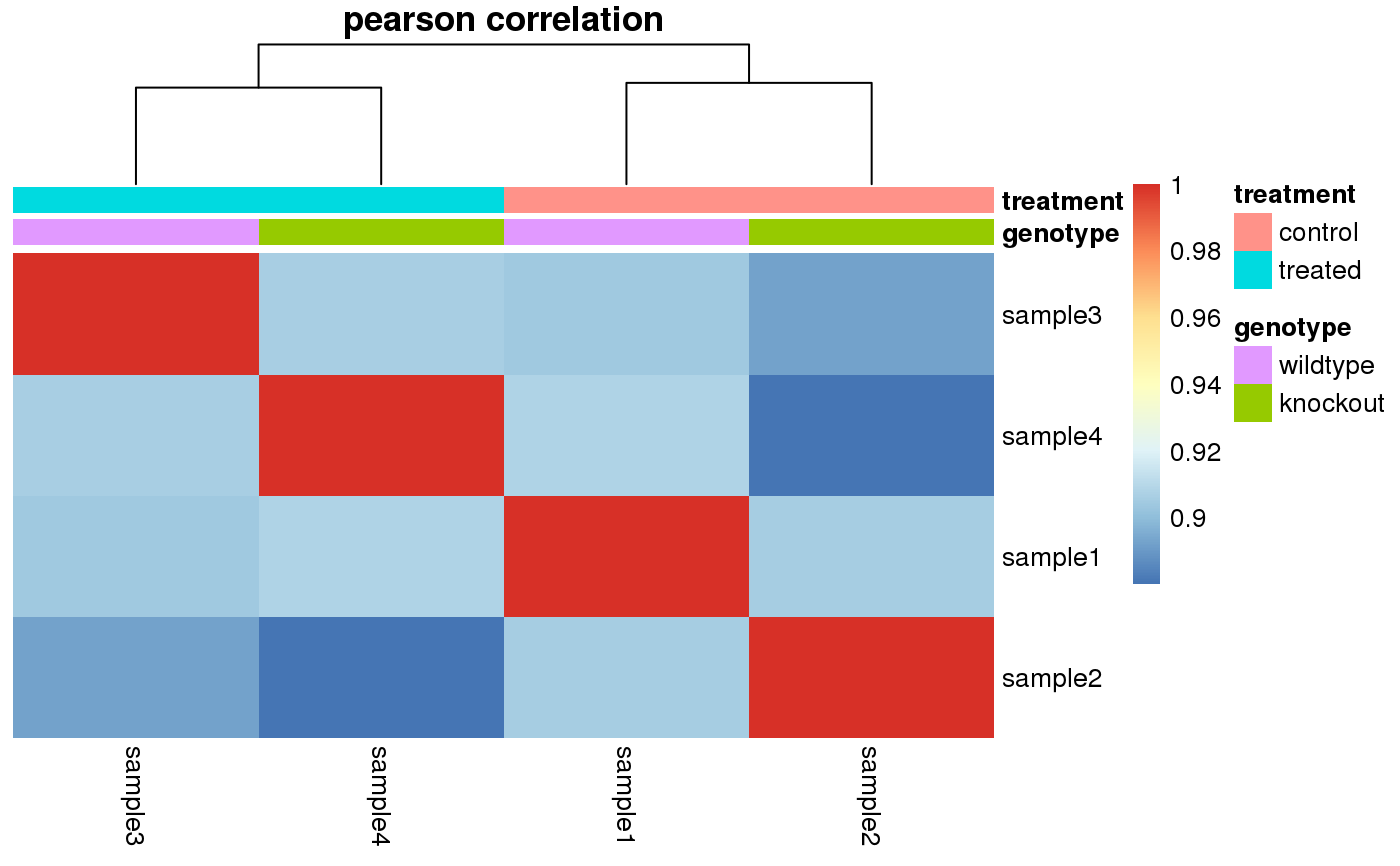 pearson correlation
treatment
genotype
sample3
sample4
sample1
sample2
sample3
sample4
sample1
sample2
1
0.98
0.96
0.94
0.92
0.9
treatment
control
treated
genotype
wildtype
knockout